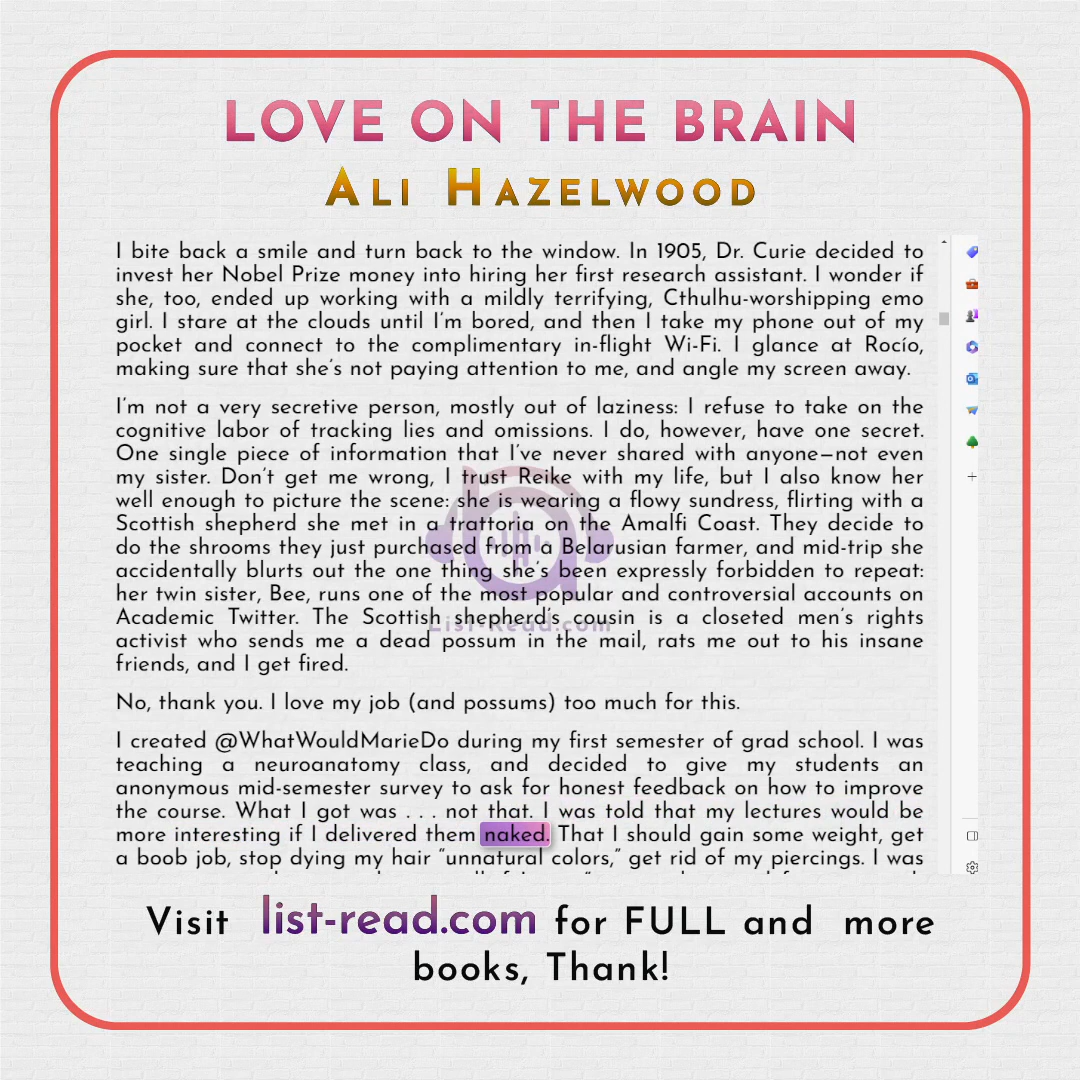 LOVE ON THE BRAIN
ALI HAZELWOOD
I bite back a smile and turn back to the window. In 1905, Dr. Curie decided to
invest her Nobel Prize money into hiring her first research assistant. I wonder if
she, too, ended up working with a mildly terrifying, Cthulhu-worshipping emo
girl. I stare at the clouds until I'm bored, and then I take my phone out of my
pocket and connect to the complimentary in-flight Wi-Fi. I glance at Rocío,
making sure that she's not paying attention to me, and angle my screen away.
I'm not a very secretive person, mostly out of laziness: I refuse to take on the
cognitive labor of tracking lies and omissions. I do, however, have one secret.
One single piece of information that I've never shared with anyone—not even
my sister. Don't get me wrong, I trust Reike with my life, but I also know her
well enough to picture the scene: she is wearing a flowy sundress, flirting with a
Scottish shepherd she met in a trattoria on the Amalfi Coast. They decide to
do the shrooms they just purchased from a Belarusian farmer, and mid-trip she
accidentally blurts out the one thing she's been expressly forbidden to repeat:
her twin sister, Bee, runs one of the most popular and controversial accounts on
Academic Twitter. The Scottish shepherd's cousin is a closeted men's rights
List-Read.com
activist who sends me a dead possum in the mail, rats me out to his insane
friends, and I get fired.
No, thank you. I love my job (and possums) too much for this.
I created @WhatWouldMarieDo during my first semester of grad school. I was
teaching a neuroanatomy class, and decided to give my students an
anonymous mid-semester survey to ask for honest feedback on how to improve
the course. What I got was . . . not that. I was told that my lectures would be
more interesting if I delivered them naked. That I should gain some weight, get
a boob job, stop dying my hair "unnatural colors," get rid of my piercings. I was
Visit list-read.com for FULL and more
books, Thank!